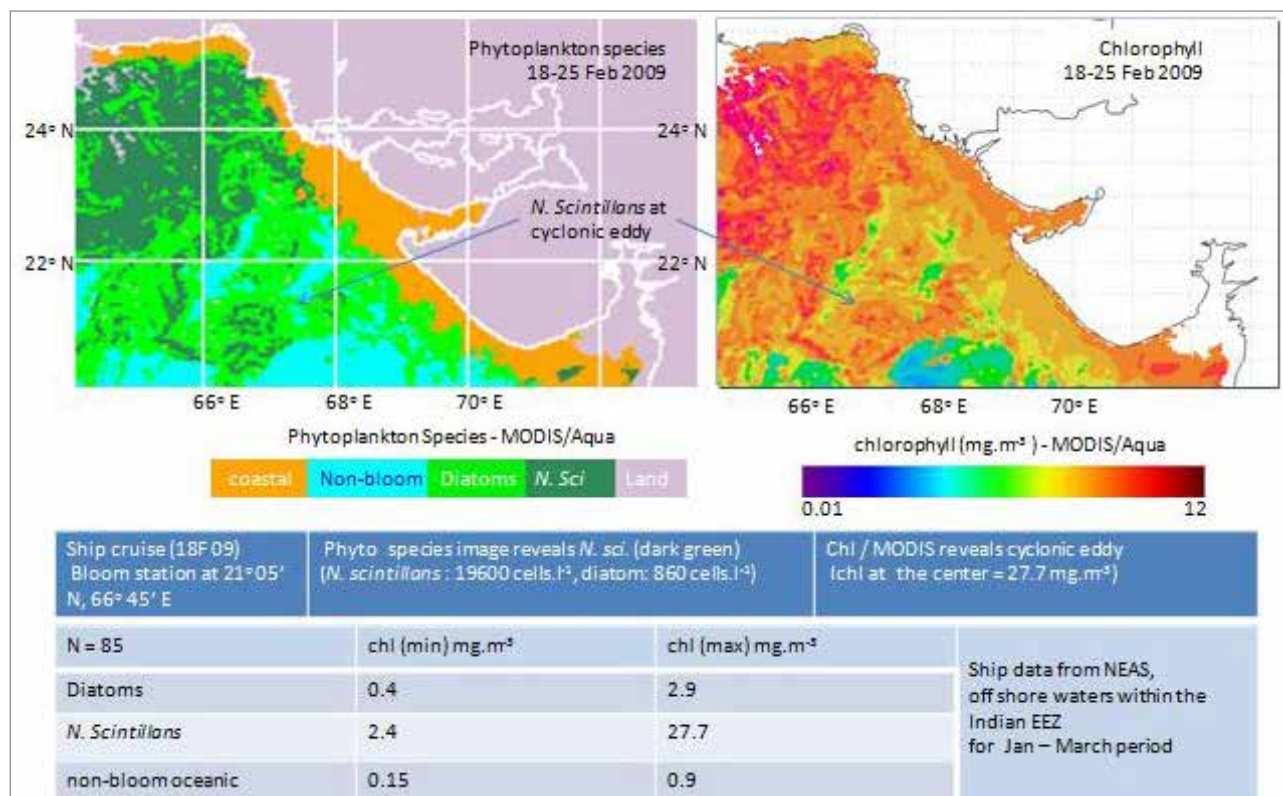 Phytoplankton species
18-25 Feb 2009
Chlorophyll
18-25 Feb 2009
24° N
24° N
N. Scintillans at
cyclonic eddy
22° N
22° N
66° E 68° E 70° E
66° E 68° E 70° E
Phytoplankton Species - MODIS/Aqua
coastal Non-bloom Diatoms N. Sci Land
chlorophyll (mg.m⁻³ ) - MODIS/Aqua
0.01 12
Ship cruise (18F 09)
Bloom station at 21°05'
N, 66° 45' E
Phyto species image reveals N. sci. (dark green)
(N. scintillans : 19600 cells.l⁻¹, diatom: 860 cells.l⁻¹)
Chl / MODIS reveals cyclonic eddy
(chl at the center = 27.7 mg.m⁻³)
N = 85 chl (min) mg.m⁻³ chl (max) mg.m⁻³
Diatoms 0.4 2.9
N. Scintillans 2.4 27.7
non-bloom oceanic 0.15 0.9
Ship data from NEAS,
off shore waters within the
Indian EEZ
for Jan – March period